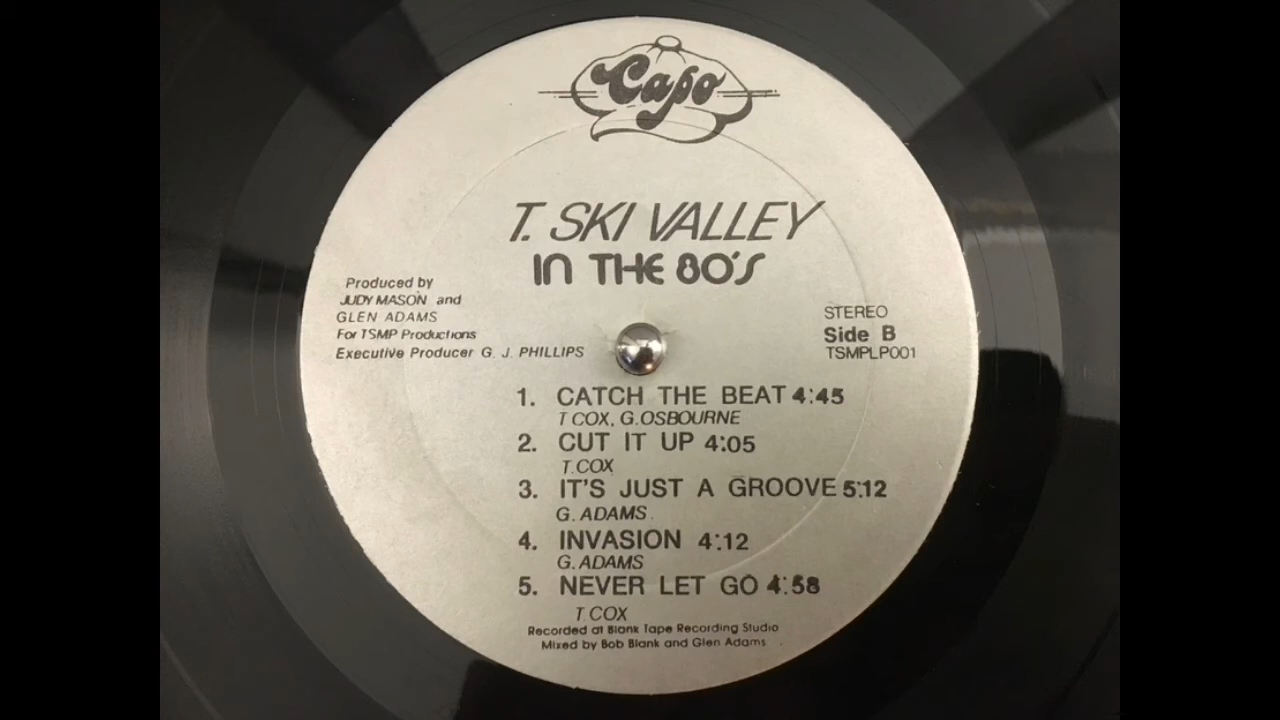 Capo
T. SKI VALLEY
IN THE 80'S
Produced by
JUDY MASON and
GLEN ADAMS
For TSMP Productions
Executive Producer G. J. PHILLIPS
STEREO
Side B
TSMPLP001
1. CATCH THE BEAT 4:45
T COX, G.OSBOURNE
2. CUT IT UP 4:05
T.COX
3. IT'S JUST A GROOVE 5:12
G. ADAMS.
4. INVASION 4:12
G. ADAMS
5. NEVER LET GO 4:58
T. COX
Recorded at Blank Tape Recording Studio
Mixed by Bob Blank and Glen Adams